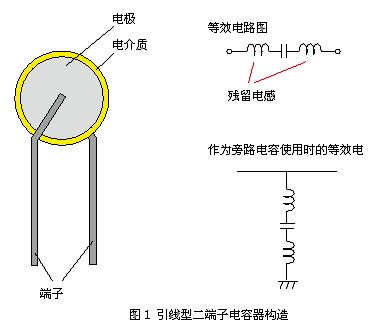 电极
电介质
等效电路图
残留电感
作为旁路电容使用时的等效电
端子
图1 引线型二端子电容器构造